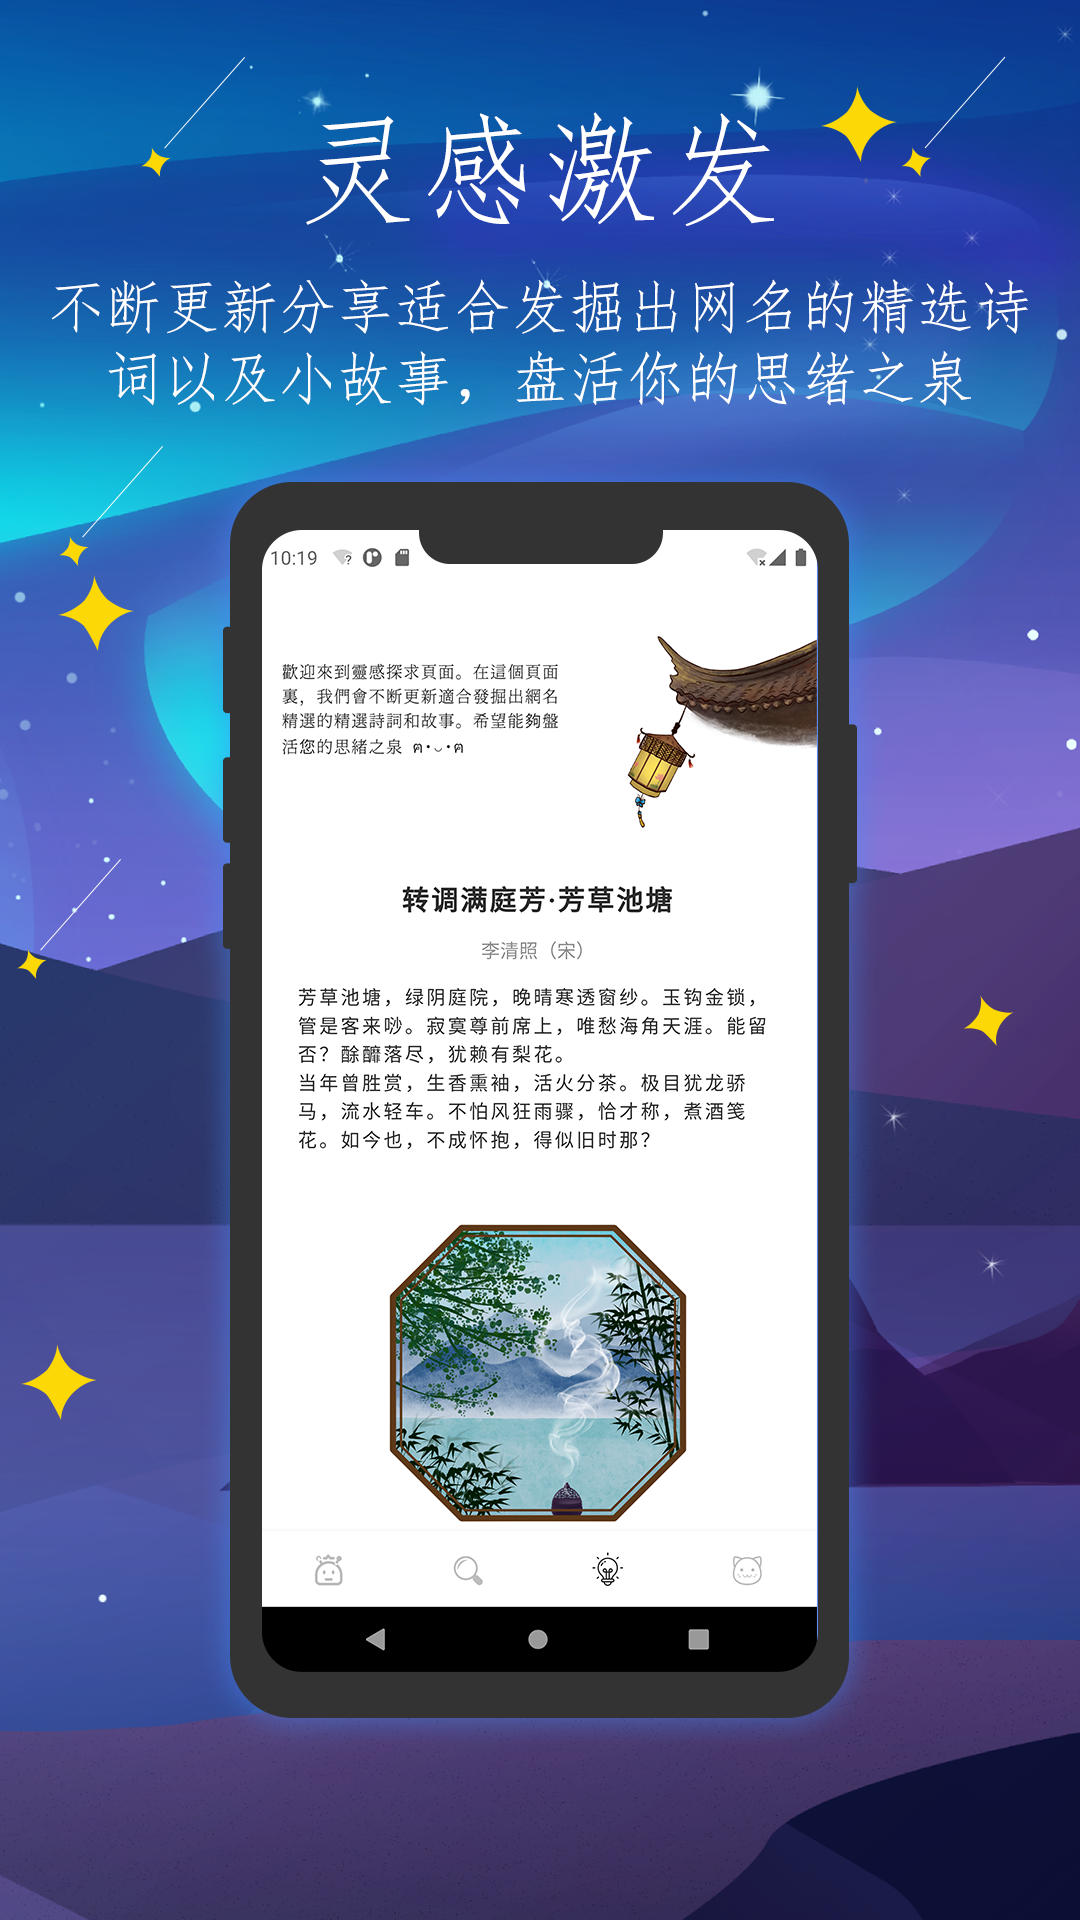 灵感激发
不断更新分享适合发掘出网名的精选诗
词以及小故事，盘活你的思绪之泉
10:19
歡迎來到靈感探求頁面。在這個頁面
裏，我們會不断更新適合發掘出網名
精選的精選詩詞和故事。希望能夠盤
活您的思緒之泉 ฅ•◡•ฅ
转调满庭芳·芳草池塘
李清照（宋）
芳草池塘，绿阴庭院，晚晴寒透窗纱。玉钩金锁，
管是客来唦。寂寞尊前席上，唯愁海角天涯。能留
否？酴釄落尽，犹赖有梨花。
当年曾胜赏，生香熏袖，活火分茶。极目犹龙骄
马，流水轻车。不怕风狂雨骤，恰才称，煮酒笺
花。如今也，不成怀抱，得似旧时那？